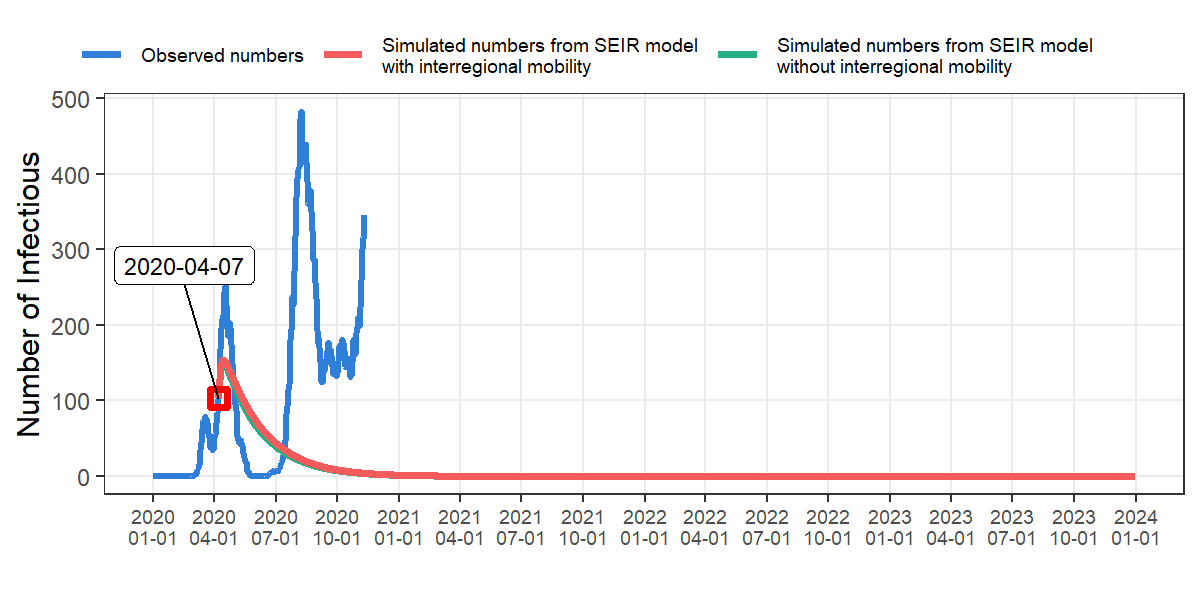 Observed numbers
Simulated numbers from SEIR model
with interregional mobility
Simulated numbers from SEIR model
without interregional mobility
Number of Infectious
500
400
300
200
100
0
2020-04-07
2020 2020 2020 2020 2021 2021 2021 2021 2022 2022 2022 2022 2023 2023 2023 2023 2024
01-01 04-01 07-01 10-01 01-01 04-01 07-01 10-01 01-01 04-01 07-01 10-01 01-01 04-01 07-01 10-01 01-01